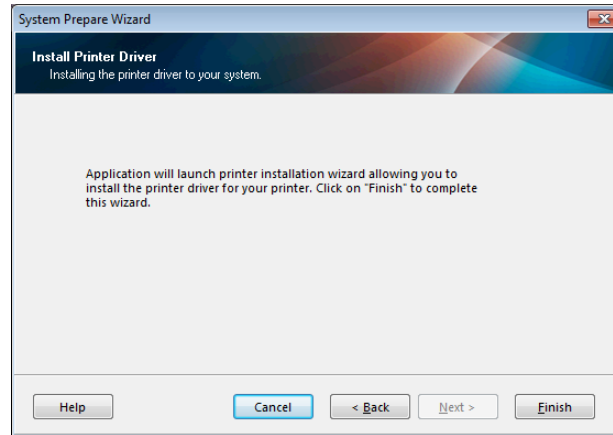 System Prepare Wizard
Install Printer Driver
Installing the printer driver to your system.
Application will launch printer installation wizard allowing you to
install the printer driver for your printer. Click on "Finish" to complete
this wizard.
Help Cancel < Back Next > Finish